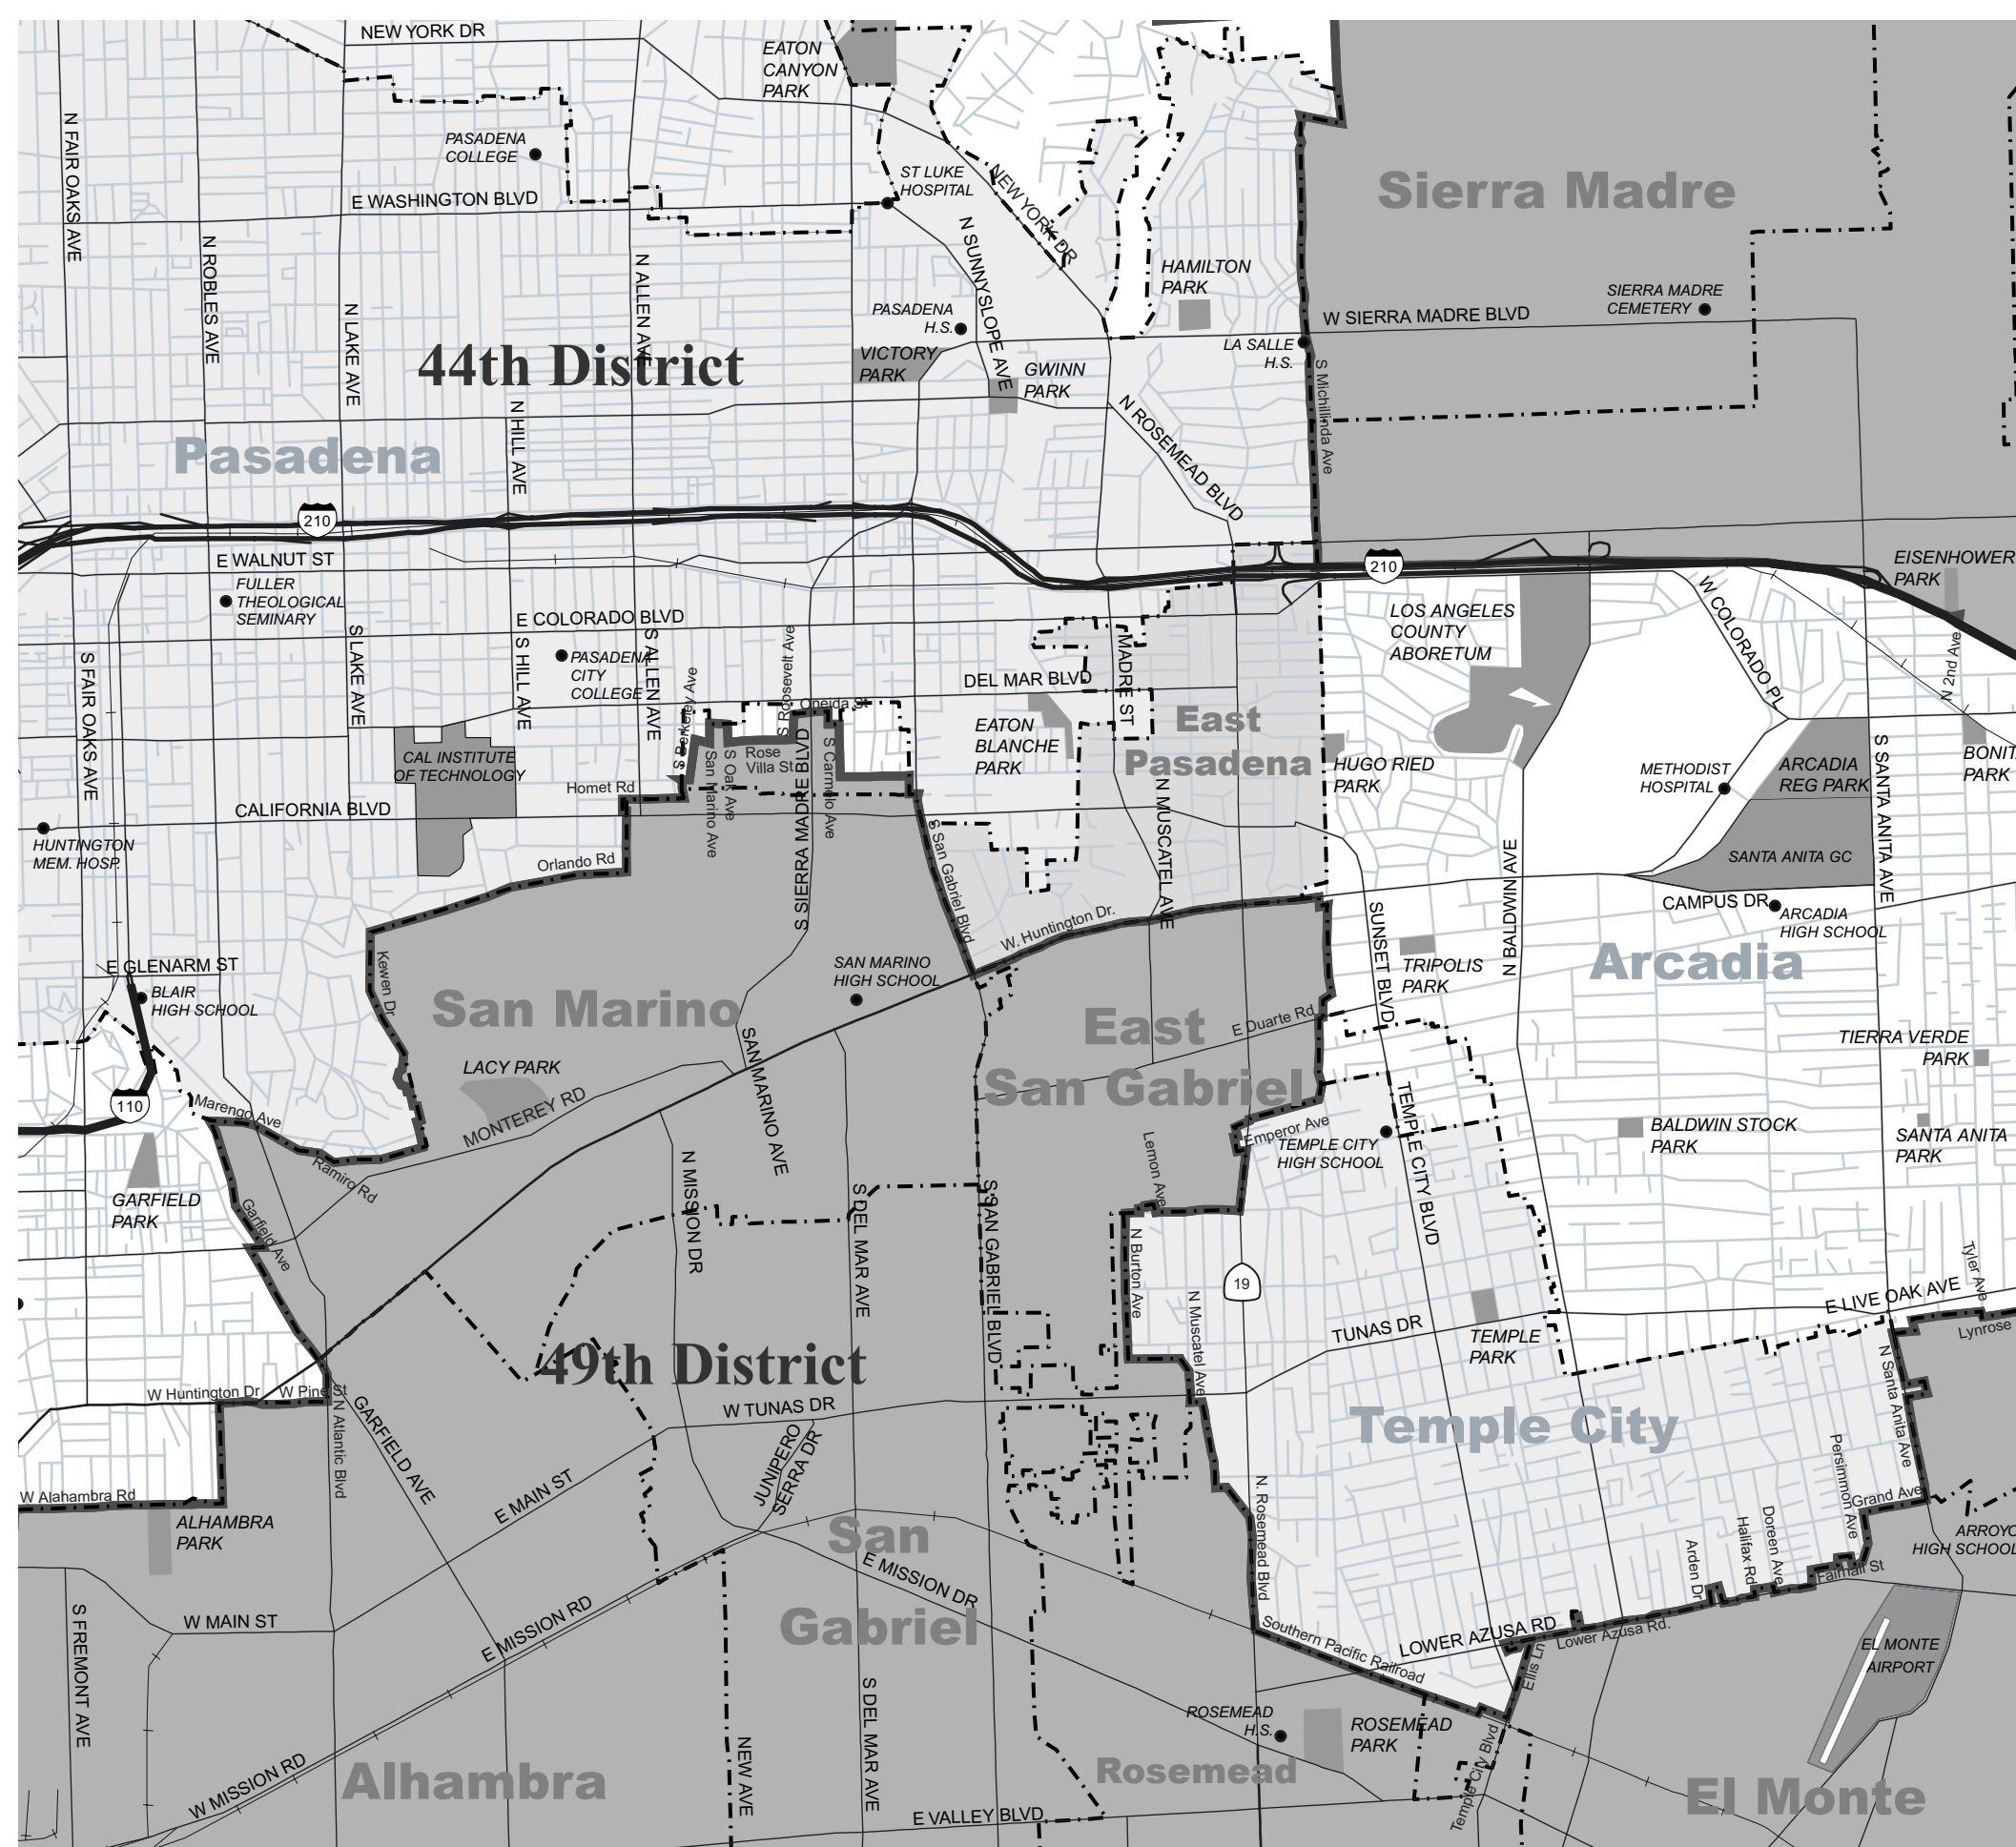 NEW YORK DR
EATON
CANYON
PARK
N FAIR OAKS AVE
PASADENA
COLLEGE
ST LUKE
HOSPITAL
NEW YORK DR
Sierra Madre
E WASHINGTON BLVD
N ROBLES AVE
N LAKE AVE
N ALLEN AVE
N SUNNYSLOPE AVE
HAMILTON
PARK
SIERRA MADRE
CEMETERY
W SIERRA MADRE BLVD
PASADENA
H.S.
LA SALLE
H.S.
44th District
VICTORY
PARK
GWINN
PARK
S Michillinda Ave
N HILL AVE
N ROSEMEAD BLVD
Pasadena
210
E WALNUT ST
210
EISENHOWER
PARK
FULLER
THEOLOGICAL
SEMINARY
E COLORADO BLVD
LOS ANGELES
COUNTY
ABORETUM
W COLORADO PL
S FAIR OAKS AVE
S LAKE AVE
S HILL AVE
PASADENA
CITY
COLLEGE
S ALLEN AVE
S Berkeley Ave
S Roosevelt Ave
Oneida St
DEL MAR BLVD
MADRE ST
N 2nd Ave
EATON
BLANCHE
PARK
East
Pasadena
CAL INSTITUTE
OF TECHNOLOGY
San Marino Ave
S Oak Ave
Rose
Villa St
S SIERRA MADRE BLVD
S Carmelo Ave
HUGO RIED
PARK
METHODIST
HOSPITAL
ARCADIA
REG PARK
S SANTA ANITA AVE
BONIT
PARK
Homet Rd
CALIFORNIA BLVD
HUNTINGTON
MEM. HOSP.
Orlando Rd
S San Gabriel Blvd
N MUSCATEL AVE
N BALDWIN AVE
SANTA ANITA GC
W. Huntington Dr.
SUNSET BLVD
CAMPUS DR
ARCADIA
HIGH SCHOOL
E GLENARM ST
BLAIR
HIGH SCHOOL
Kewen Dr
SAN MARINO
HIGH SCHOOL
TRIPOLIS
PARK
Arcadia
San Marino
East
San Gabriel
E Duarte Rd
TIERRA VERDE
PARK
110
LACY PARK
MONTEREY RD
SAN MARINO AVE
Marengo Ave
Ramiro Rd
Emperor Ave
TEMPLE CITY
HIGH SCHOOL
TEMPLE CITY BLVD
BALDWIN STOCK
PARK
SANTA ANITA
PARK
GARFIELD
PARK
Garfield Ave
N MISSION DR
S DEL MAR AVE
S SAN GABRIEL BLVD
Lemon Ave
N Burton Ave
19
Tyler Ave
E LIVE OAK AVE
Lynrose
49th District
N Muscatel Ave
TUNAS DR
TEMPLE
PARK
N Santa Anita Ave
W Huntington Dr
W Pine St
N Atlantic Blvd
GARFIELD AVE
W TUNAS DR
Temple City
JUNIPERO
SERRA DR
E MAIN ST
Persimmon Ave
Grand Ave
W Alahambra Rd
ALHAMBRA
PARK
San
Gabriel
E MISSION DR
N. Rosemead Blvd
Arden Dr
Halifax Rd
Doreen Ave
Fairhall St
ARROYO
HIGH SCHOOL
S FREMONT AVE
W MAIN ST
E MISSION RD
Southern Pacific Railroad
LOWER AZUSA RD
Lower Azusa Rd.
Ellis Ln
EL MONTE
AIRPORT
S DEL MAR AVE
ROSEMEAD
H.S.
ROSEMEAD
PARK
W MISSION RD
Alhambra
NEW AVE
Rosemead
Temple City Blvd
El Monte
E VALLEY BLVD